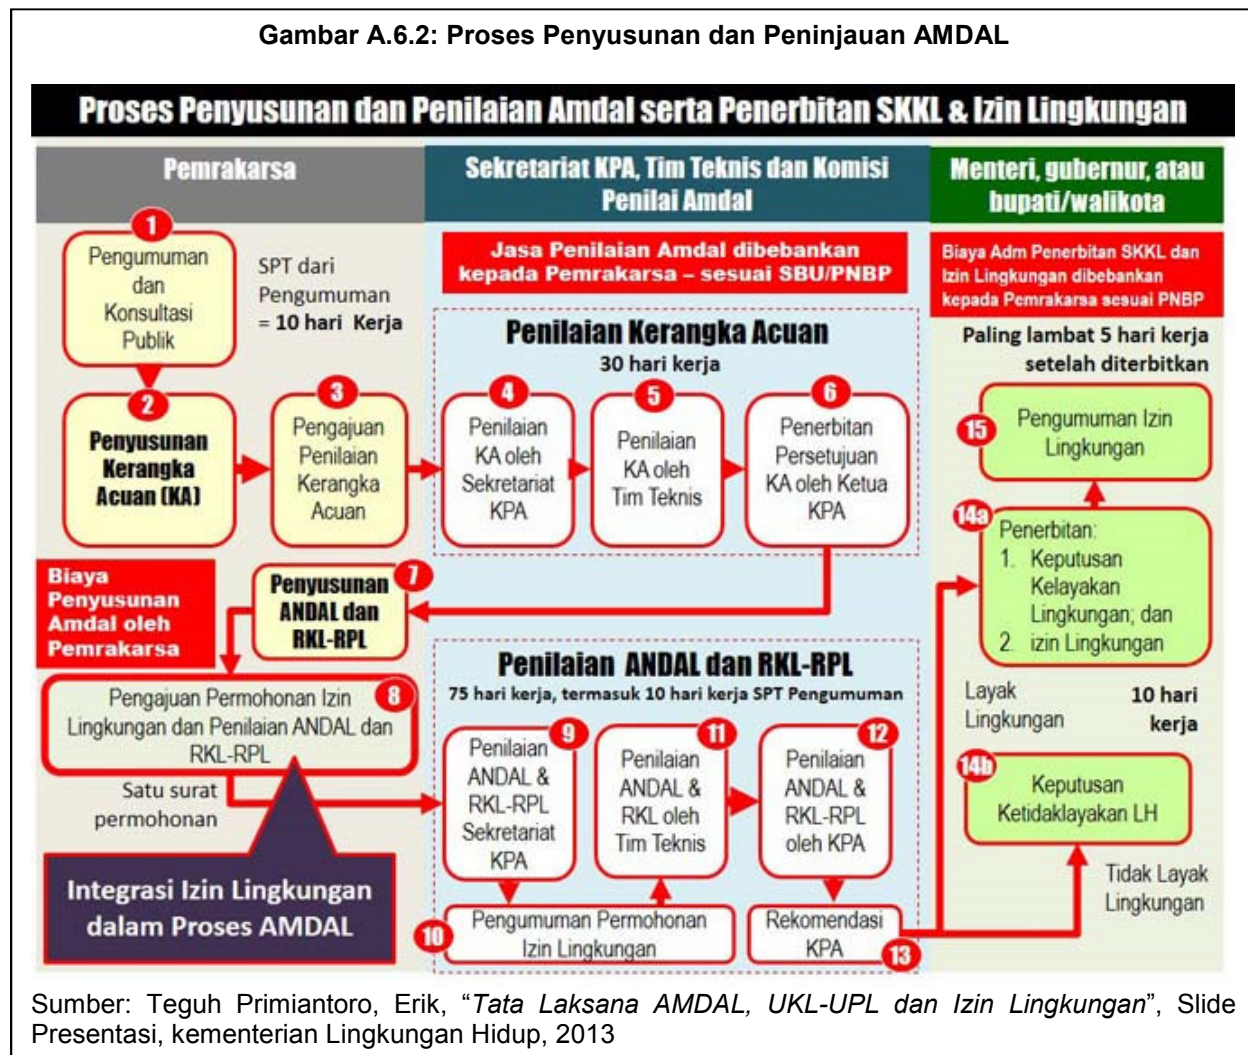 Gambar A.6.2: Proses Penyusunan dan Peninjauan AMDAL
Proses Penyusunan dan Penilaian Amdal serta Penerbitan SKKL & Izin Lingkungan
Pemrakarsa
1
Pengumuman
dan
Konsultasi
Publik
SPT dari
Pengumuman
= 10 hari Kerja
2
Penyusunan
Kerangka
Acuan (KA)
3
Pengajuan
Penilaian
Kerangka
Acuan
Sekretariat KPA, Tim Teknis dan Komisi
Penilai Amdal
Jasa Penilaian Amdal dibebankan
kepada Pemrakarsa – sesuai SBU/PNBP
Penilaian Kerangka Acuan
30 hari kerja
4
Penilaian
KA oleh
Sekretariat
KPA
5
Penilaian
KA oleh
Tim Teknis
6
Penerbitan
Persetujuan
KA oleh Ketua
KPA
Biaya
Penyusunan
Amdal oleh
Pemrakarsa
7
Penyusunan
ANDAL dan
RKL-RPL
8
Pengajuan Permohonan Izin
Lingkungan dan Penilaian ANDAL dan
RKL-RPL
Satu surat
permohonan
Integrasi Izin Lingkungan
dalam Proses AMDAL
Penilaian ANDAL dan RKL-RPL
75 hari kerja, termasuk 10 hari kerja SPT Pengumuman
9
Penilaian
ANDAL &
RKL-RPL
Sekretariat
KPA
10
Pengumuman Permohonan
Izin Lingkungan
11
Penilaian
ANDAL &
RKL oleh
Tim Teknis
12
Penilaian
ANDAL &
RKL-RPL
oleh KPA
Rekomendasi
KPA
13
Menteri, gubernur, atau
bupati/walikota
Biaya Adm Penerbitan SKKL dan
Izin Lingkungan dibebankan
kepada Pemrakarsa sesuai PNBP
Paling lambat 5 hari kerja
setelah diterbitkan
15
Pengumuman Izin
Lingkungan
14a
Penerbitan:
1. Keputusan
Kelayakan
Lingkungan; dan
2. izin Lingkungan
Layak
Lingkungan
10 hari
kerja
14b
Keputusan
Ketidaklayakan LH
Tidak Layak
Lingkungan
Sumber: Teguh Primiantoro, Erik, “Tata Laksana AMDAL, UKL-UPL dan Izin Lingkungan”, Slide
Presentasi, kementerian Lingkungan Hidup, 2013